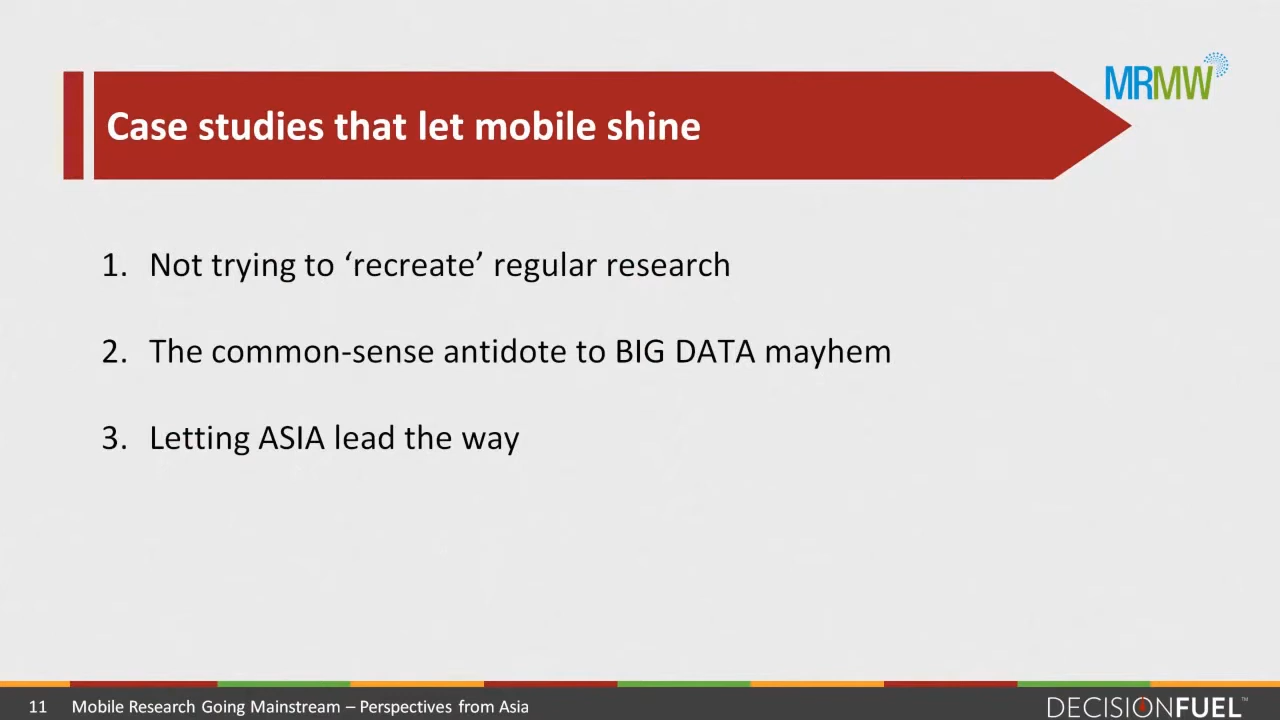 MRMW
Case studies that let mobile shine
1. Not trying to ‘recreate’ regular research
2. The common-sense antidote to BIG DATA mayhem
3. Letting ASIA lead the way
11 Mobile Research Going Mainstream – Perspectives from Asia
DECISIONFUEL™